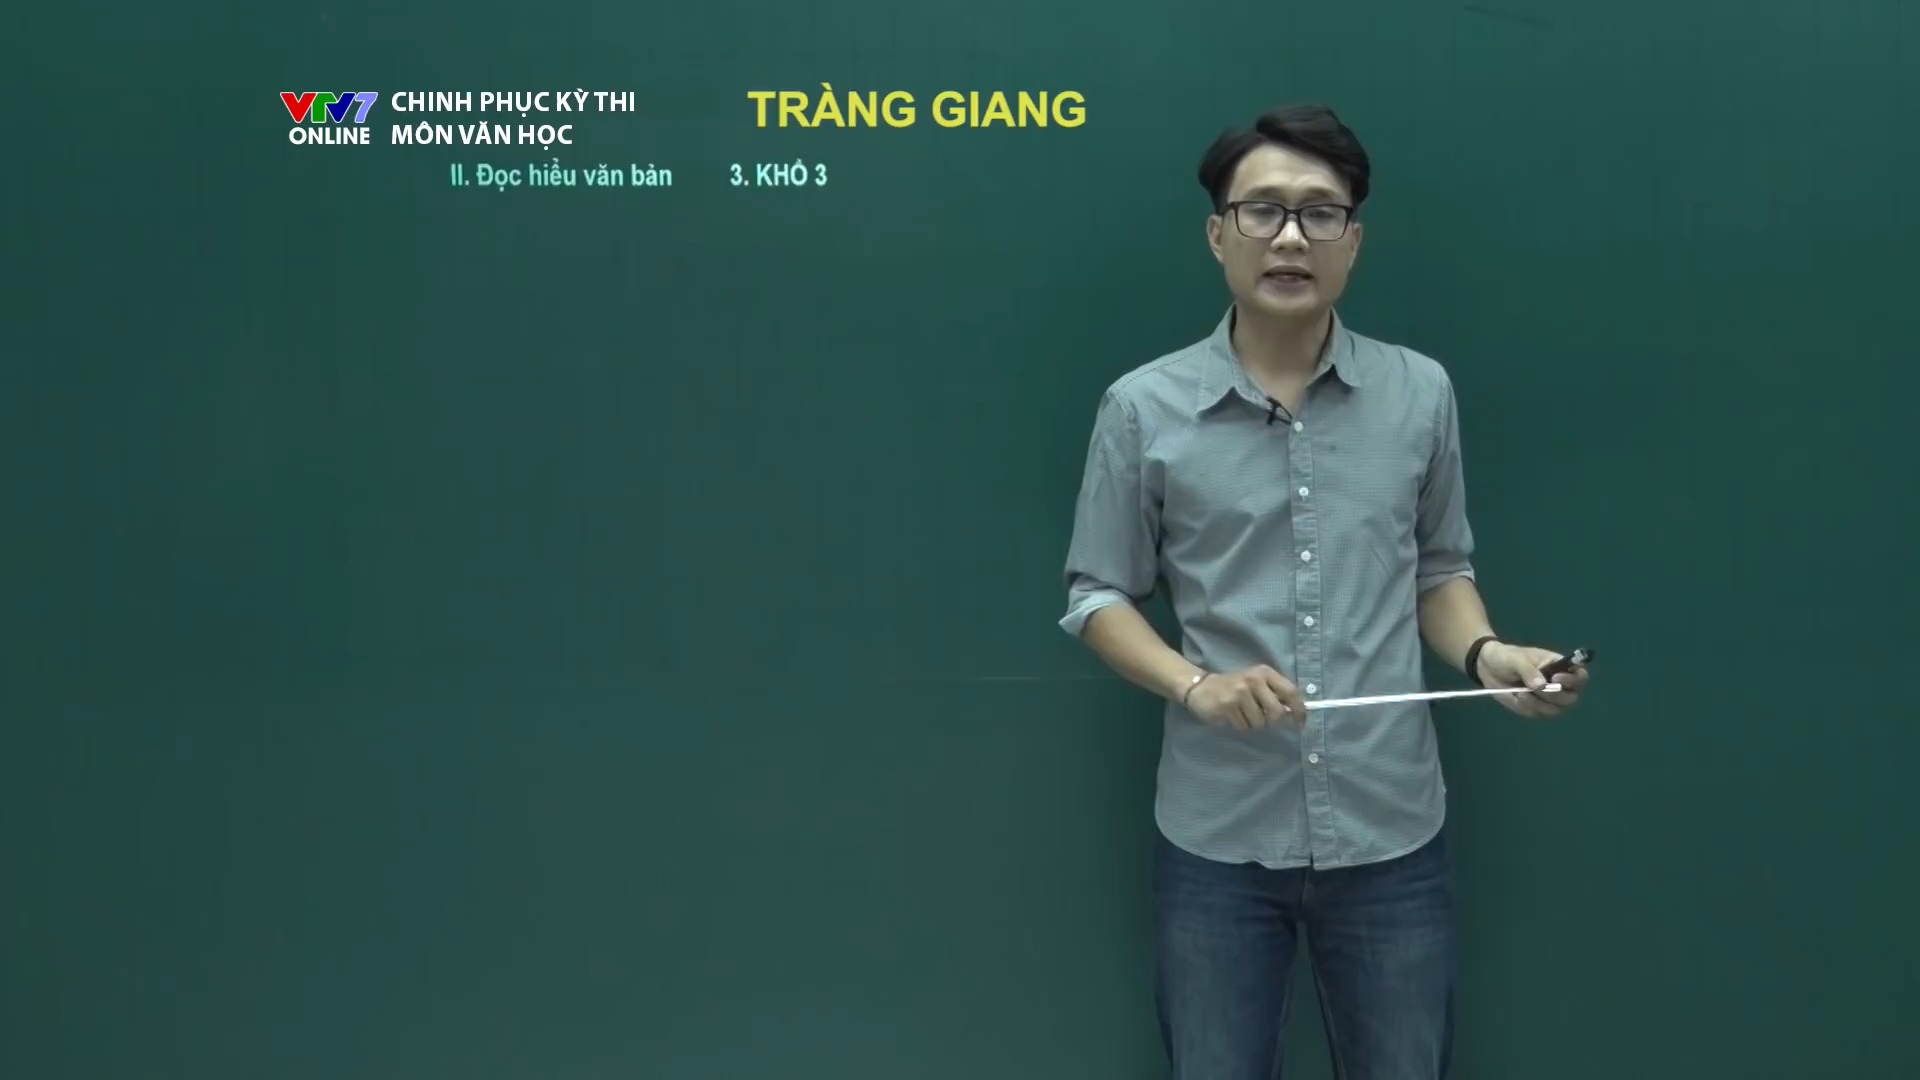 VTV7 ONLINE
CHINH PHỤC KỲ THI
MÔN VĂN HỌC
TRÀNG GIANG
II. Đọc hiểu văn bản
3. KHỔ 3